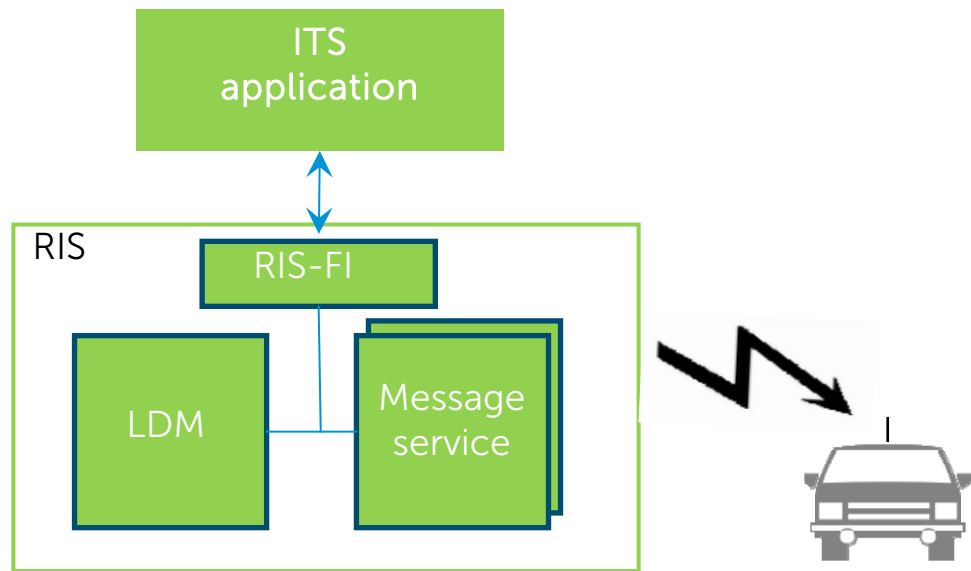 ITS
application
RIS
RIS-FI
LDM
Message
service